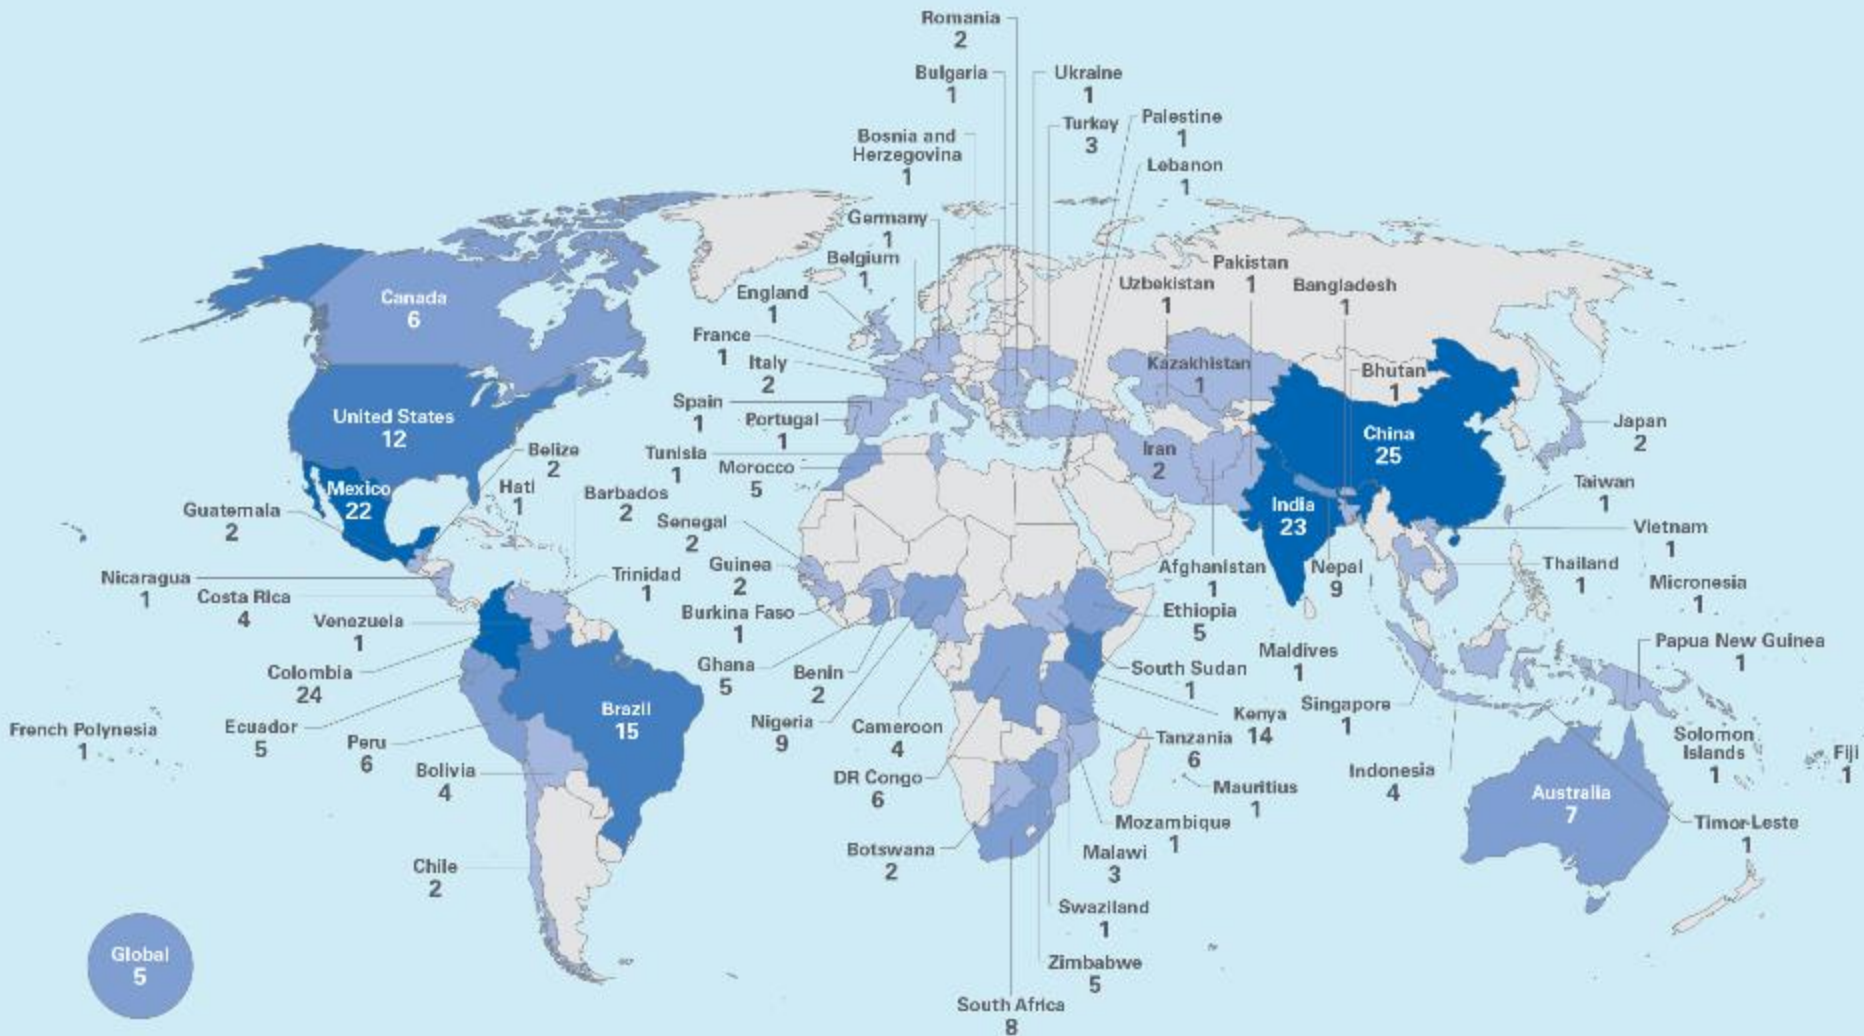 Romania
2
Bulgaria
1
Ukraine
1
Bosnia and
Herzegovina
1
Turkey
3
Palestine
1
Lebanon
1
Germany
1
Belgium
1
England
1
France
1
Italy
2
Spain
1
Portugal
1
Tunisia
1
Morocco
5
Uzbekistan
1
Pakistan
1
Bangladesh
1
Kazakhistan
1
Bhutan
1
Canada
6
United States
12
Mexico
22
Belize
2
Hati
1
Guatemala
2
Barbados
2
Nicaragua
1
Costa Rica
4
Venezuela
1
Trinidad
1
Colombia
24
Ecuador
5
Peru
6
Brazil
15
Bolivia
4
Chile
2
French Polynesia
1
Senegal
2
Guinea
2
Burkina Faso
1
Ghana
5
Benin
2
Nigeria
9
Cameroon
4
DR Congo
6
Botswana
2
Iran
2
China
25
India
23
Japan
2
Taiwan
1
Vietnam
1
Afghanistan
1
Nepal
9
Thailand
1
Micronesia
1
Ethiopia
5
South Sudan
1
Maldives
1
Kenya
14
Singapore
1
Papua New Guinea
1
Tanzania
6
Mauritius
1
Indonesia
4
Solomon
Islands
1
Fiji
1
Australia
7
Timor-Leste
1
Mozambique
1
Malawi
3
Swaziland
1
Zimbabwe
5
South Africa
8
Global
5